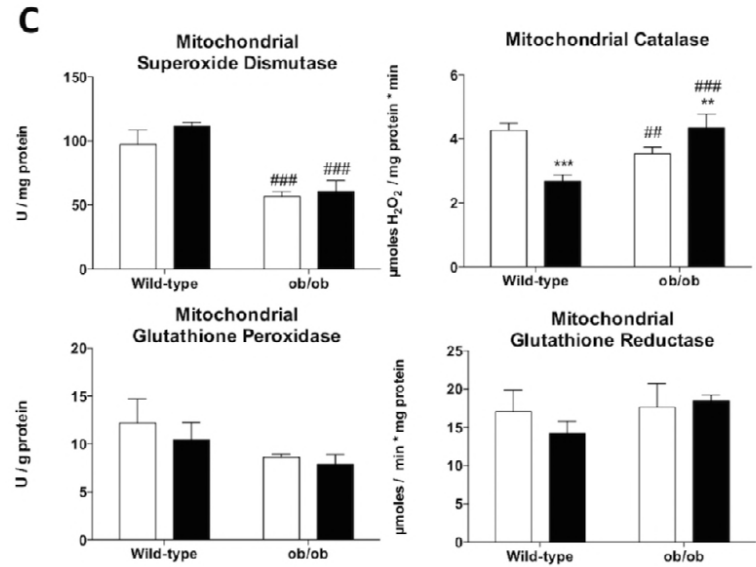 C
Mitochondrial
Superoxide Dismutase
U / mg protein
150
100
50
0
### ###
Wild-type ob/ob
Mitochondrial Catalase
µmoles H₂O₂ / mg protein * min
6
4
2
0
***
##
###
**
Wild-type ob/ob
Mitochondrial
Glutathione Peroxidase
U / g protein
20
15
10
5
0
Wild-type ob/ob
Mitochondrial
Glutathione Reductase
µmoles / min * mg protein
25
20
15
10
5
0
Wild-type ob/ob